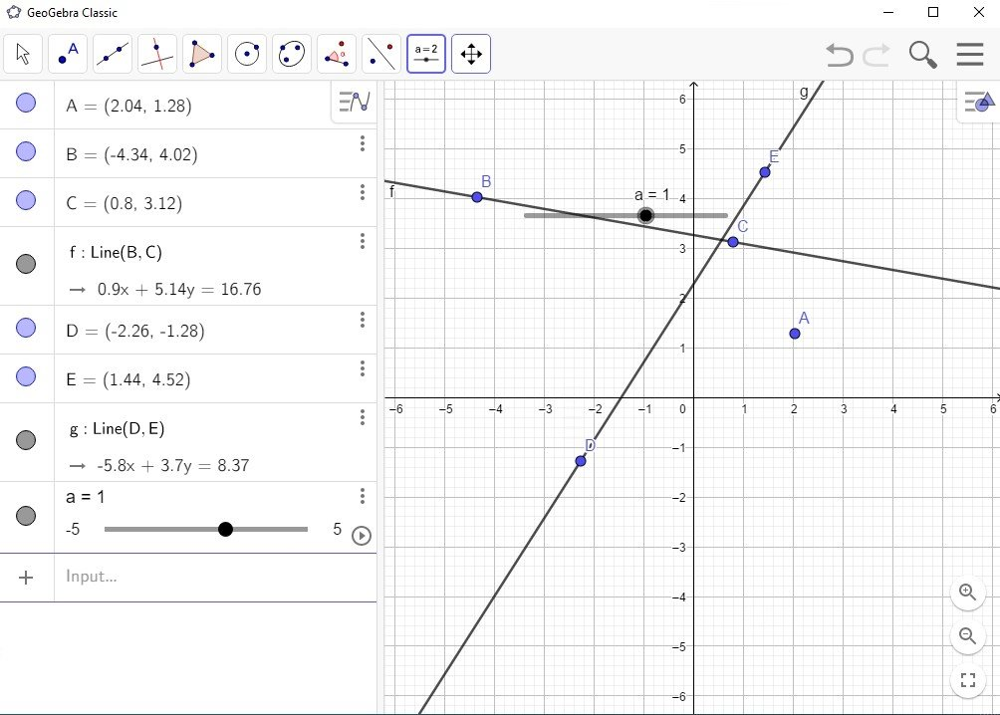 GeoGebra Classic
A
a=2
A = (2.04, 1.28)
B = (-4.34, 4.02)
C = (0.8, 3.12)
f : Line(B, C)
→ 0.9x + 5.14y = 16.76
D = (-2.26, -1.28)
E = (1.44, 4.52)
g : Line(D, E)
→ -5.8x + 3.7y = 8.37
a = 1
-5 5
+ Input...
g
6
5
E
f
B
a = 1
4
C
3
2
A
1
−6 −5 −4 −3 −2 −1 0 1 2 3 4 5 6
D
−1
−2
−3
−4
−5
−6